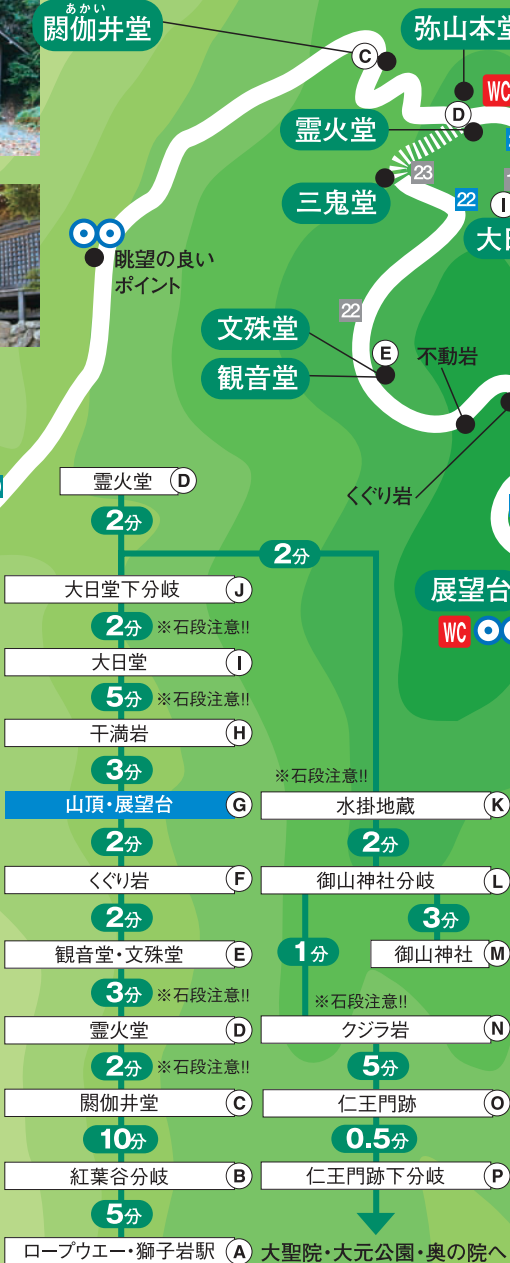 あかい
閼伽井堂
C
弥山本堂
WC
D
霊火堂
23
三鬼堂
22
I
眺望の良い
ポイント
22
文殊堂
E
観音堂
不動岩
くぐり岩
展望台
WC
霊火堂 D
2分
2分
大日堂下分岐 J
2分 ※石段注意!!
大日堂 I
5分 ※石段注意!!
干満岩 H
3分
山頂・展望台 G
2分
くぐり岩 F
2分
観音堂・文殊堂 E
3分 ※石段注意!!
霊火堂 D
2分 ※石段注意!!
閼伽井堂 C
10分
紅葉谷分岐 B
5分
ロープウエー・獅子岩駅 A
※石段注意!!
水掛地蔵 K
2分
御山神社分岐 L
3分
1分
御山神社 M
※石段注意!!
クジラ岩 N
5分
仁王門跡 O
0.5分
仁王門跡下分岐 P
大聖院・大元公園・奥の院へ